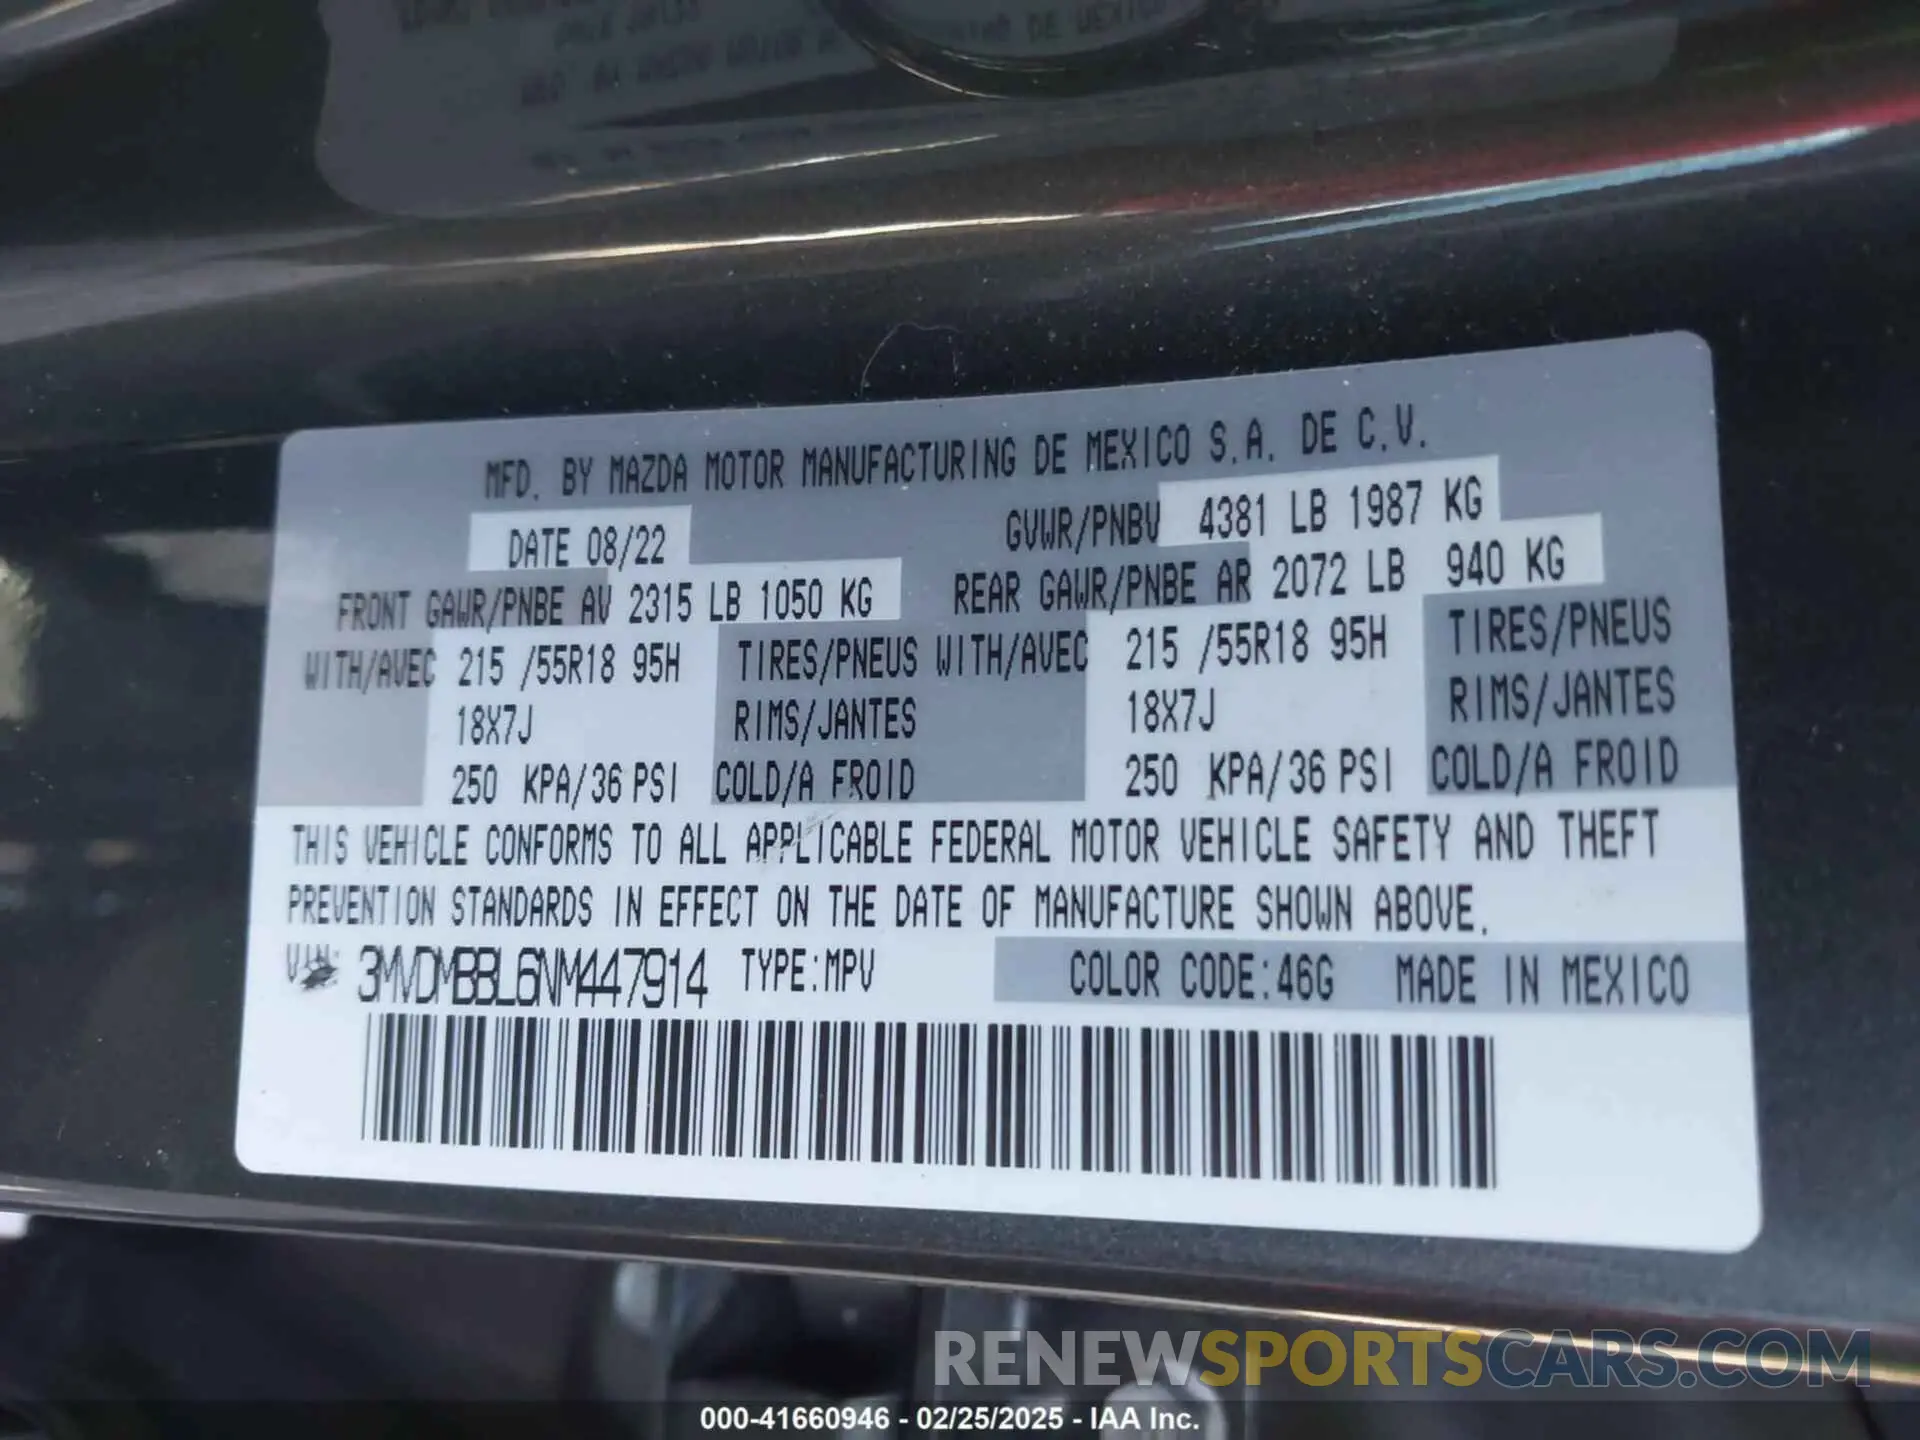 MFD. BY MAZDA MOTOR MANUFACTURING DE MEXICO S.A. DE C.V.
DATE 08/22 GVWR/PNBV 4381 LB 1987 KG
FRONT GAWR/PNBE AV 2315 LB 1050 KG REAR GAWR/PNBE AR 2072 LB 940 KG
WITH/AVEC 215 /55R18 95H TIRES/PNEUS WITH/AVEC 215 /55R18 95H TIRES/PNEUS
18X7J RIMS/JANTES 18X7J RIMS/JANTES
250 KPA/36 PSI COLD/A FROID 250 KPA/36 PSI COLD/A FROID
THIS VEHICLE CONFORMS TO ALL APPLICABLE FEDERAL MOTOR VEHICLE SAFETY AND THEFT
PREVENTION STANDARDS IN EFFECT ON THE DATE OF MANUFACTURE SHOWN ABOVE.
VIN: 3MVDMBBL6NM447914 TYPE:MPV COLOR CODE:46G MADE IN MEXICO
RENEWSPORTSCARS.COM
000-41660946 - 02/25/2025 - IAA Inc.